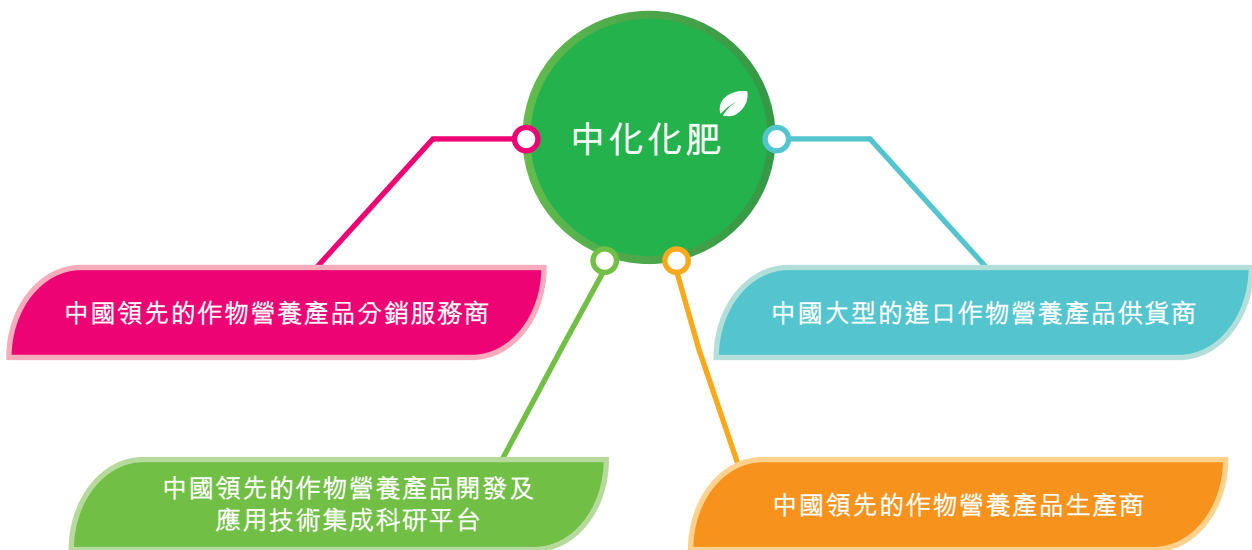 中化化肥
中國領先的作物營養產品分銷服務商
中國大型的進口作物營養產品供貨商
中國領先的作物營養產品開發及
應用技術集成科研平台
中國領先的作物營養產品生產商